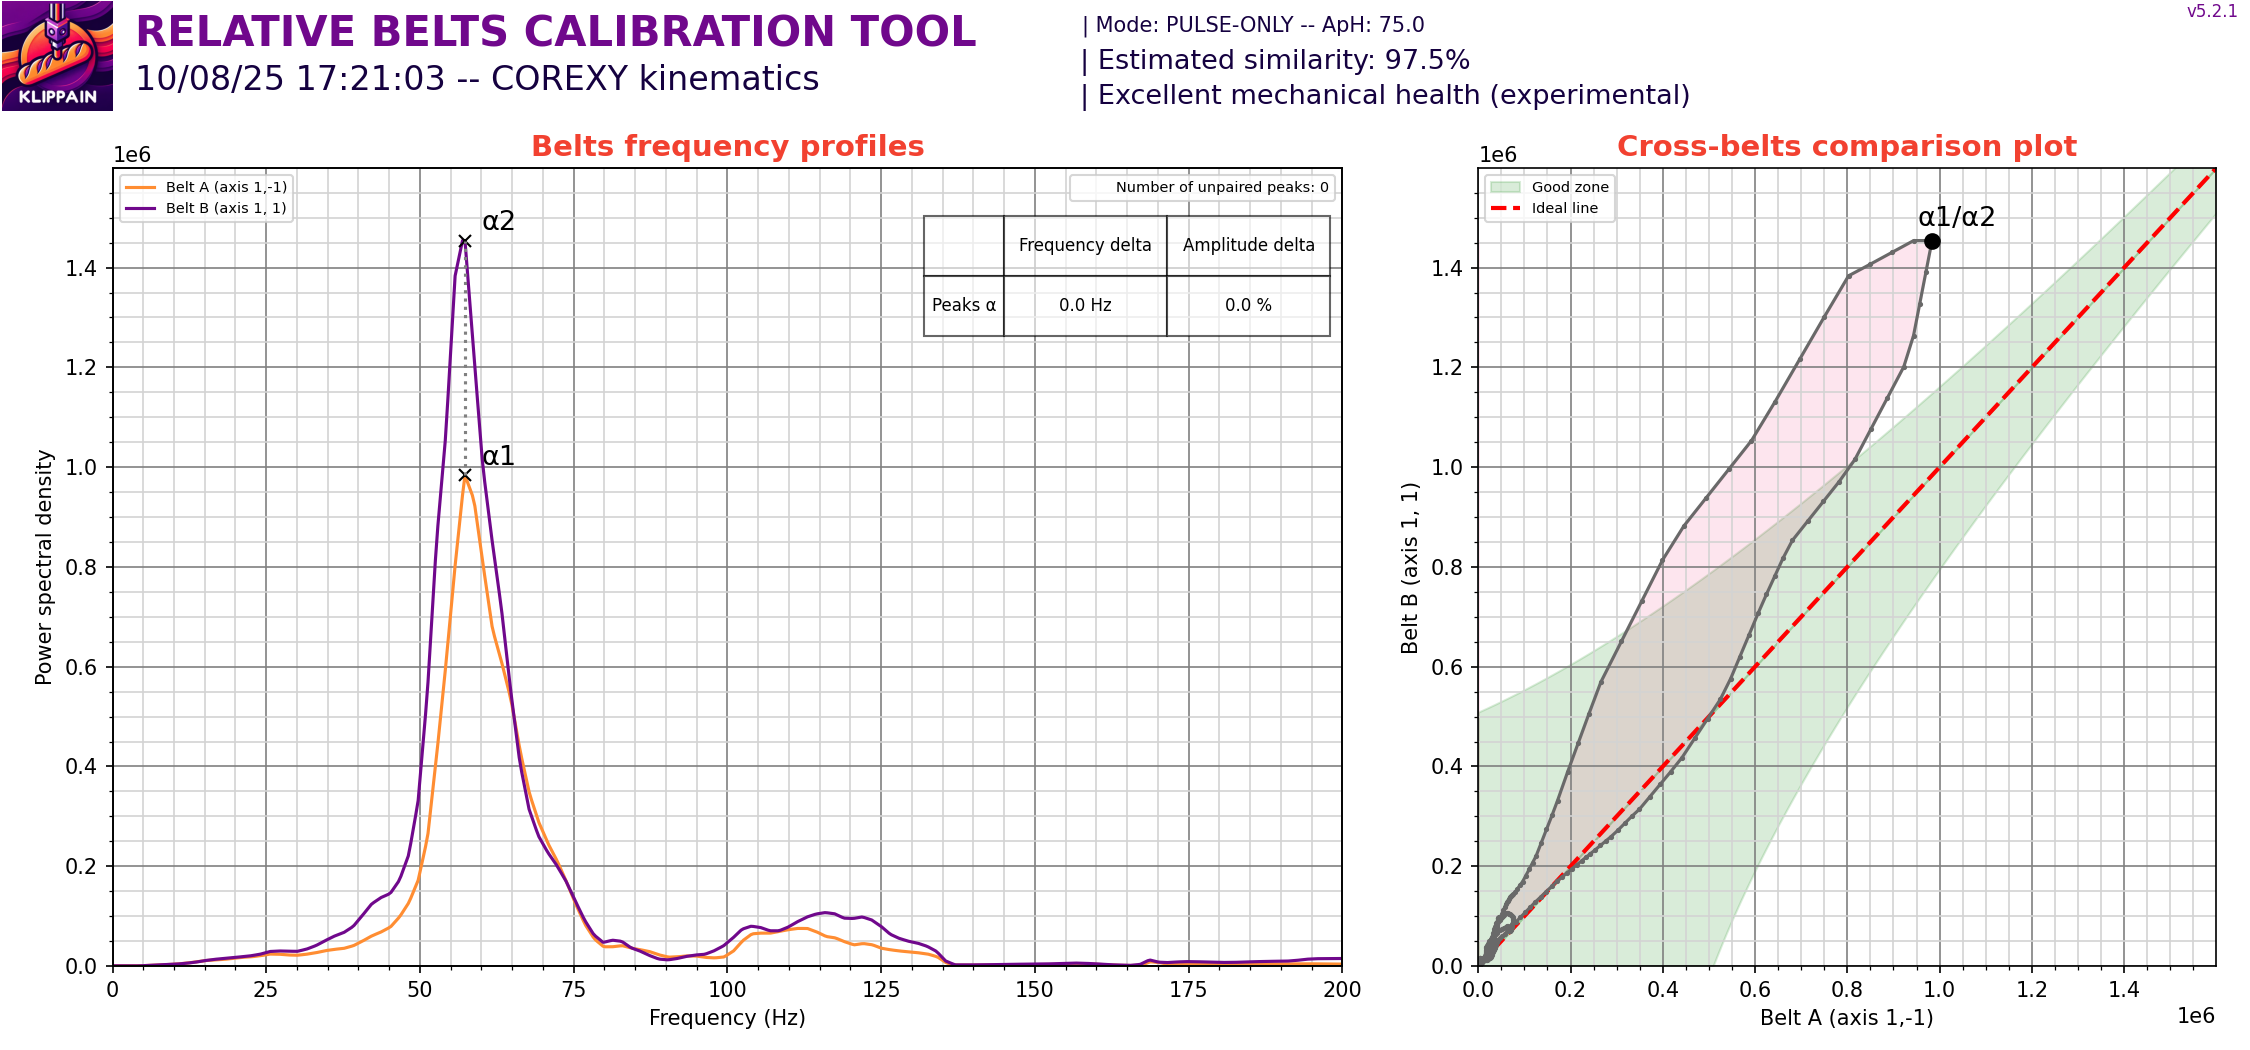 KLIPPAIN
RELATIVE BELTS CALIBRATION TOOL
10/08/25 17:21:03 -- COREXY kinematics
| Mode: PULSE-ONLY -- ApH: 75.0
| Estimated similarity: 97.5%
| Excellent mechanical health (experimental)
v5.2.1
Belts frequency profiles
1e6
Belt A (axis 1,-1)
Belt B (axis 1, 1)
Number of unpaired peaks: 0
Frequency delta Amplitude delta
Peaks α 0.0 Hz 0.0 %
α2
α1
Power spectral density
1.4
1.2
1.0
0.8
0.6
0.4
0.2
0.0
0 25 50 75 100 125 150 175 200
Frequency (Hz)
Cross-belts comparison plot
1e6
Good zone
Ideal line
α1/α2
Belt B (axis 1, 1)
1.4
1.2
1.0
0.8
0.6
0.4
0.2
0.0
0.0 0.2 0.4 0.6 0.8 1.0 1.2 1.4
Belt A (axis 1,-1)
1e6